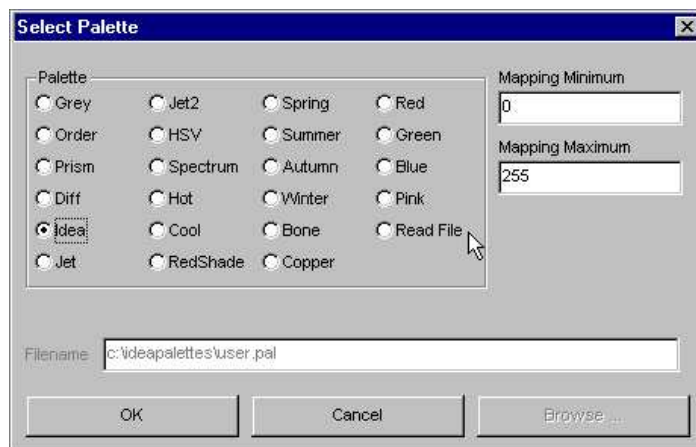 Select Palette
Palette
Grey Jet2 Spring Red
Order HSV Summer Green
Prism Spectrum Autumn Blue
Diff Hot Winter Pink
Idea Cool Bone Read File
Jet RedShade Copper
Mapping Minimum
0
Mapping Maximum
255
Filename c:\ideapalettes\user.pal
OK Cancel Browse ...